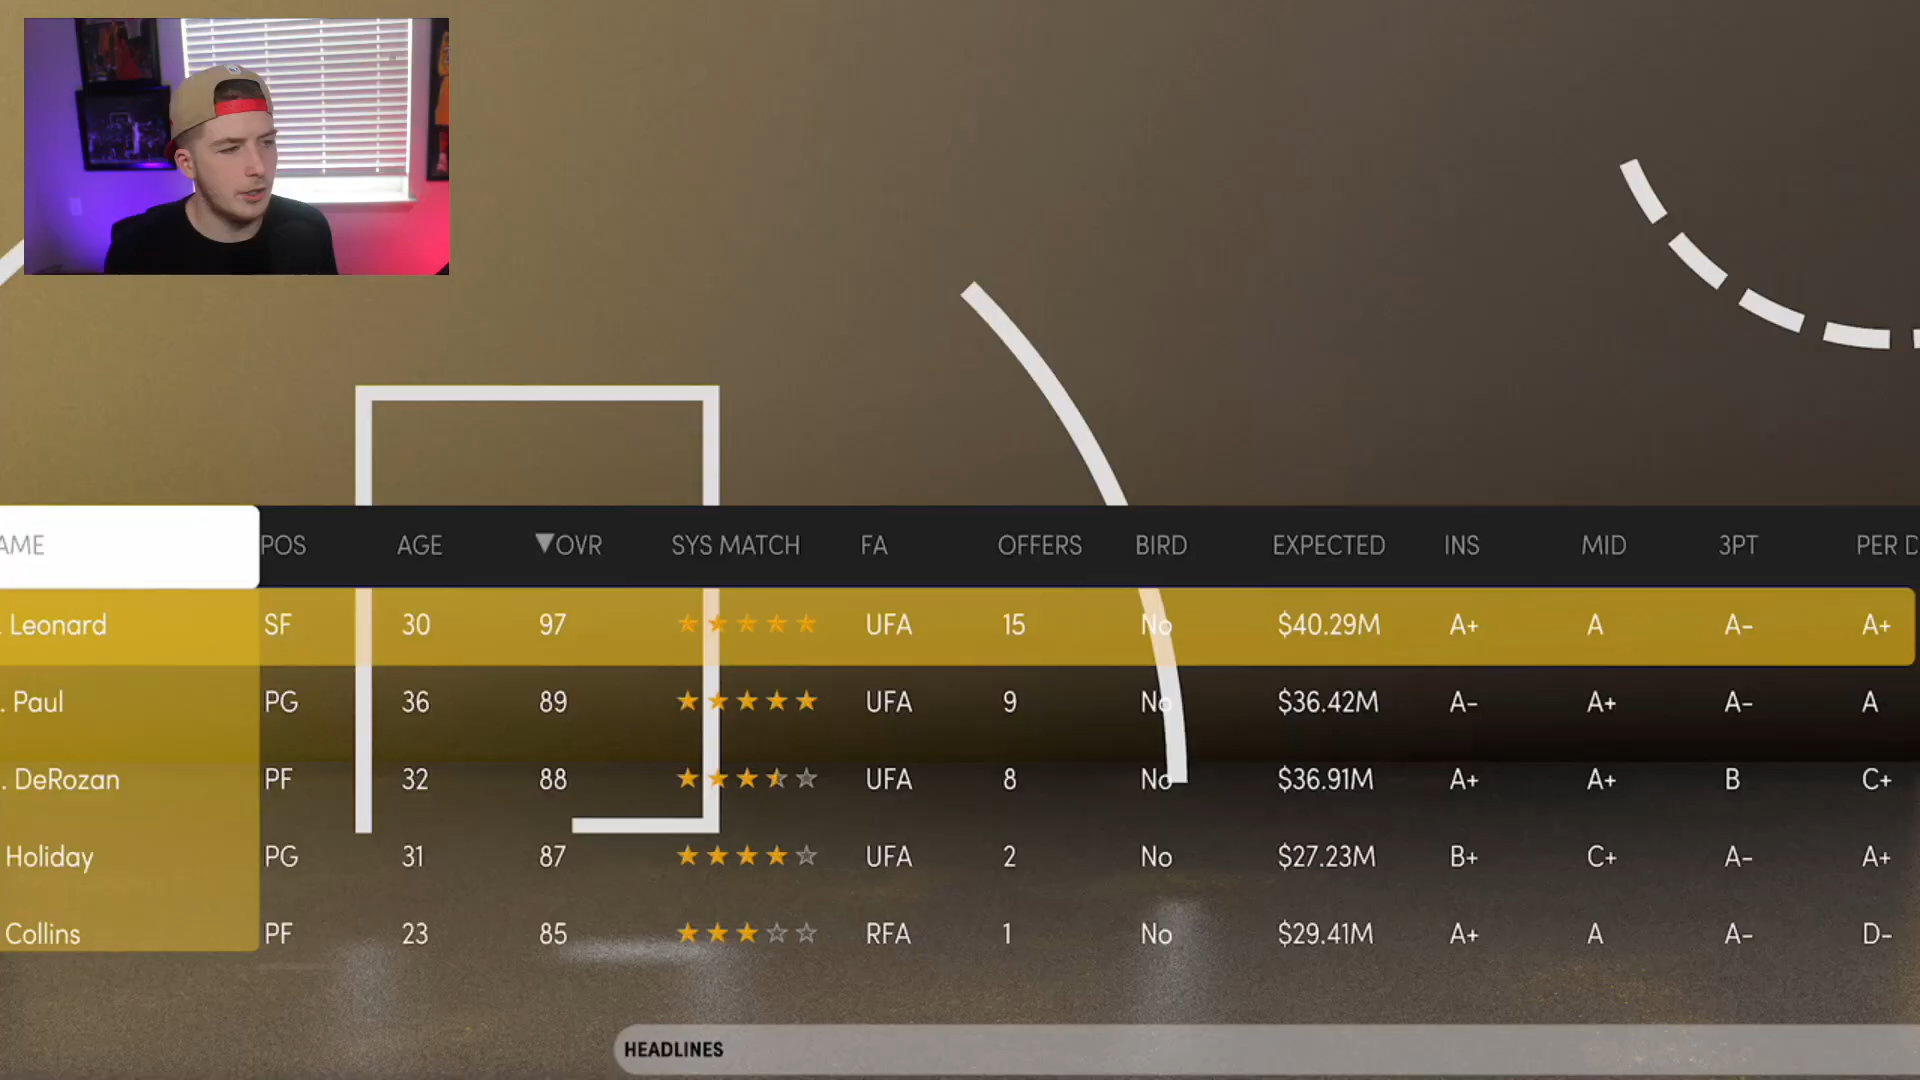 AME POS AGE ▼OVR SYS MATCH FA OFFERS BIRD EXPECTED INS MID 3PT PER D
. Leonard SF 30 97 ★★★★★ UFA 15 No $40.29M A+ A A- A+
. Paul PG 36 89 ★★★★★ UFA 9 No $36.42M A- A+ A- A
. DeRozan PF 32 88 UFA 8 No $36.91M A+ A+ B C+
Holiday PG 31 87 ★★★★☆ UFA 2 No $27.23M B+ C+ A- A+
Collins PF 23 85 ★★★☆☆ RFA 1 No $29.41M A+ A A- D-
HEADLINES